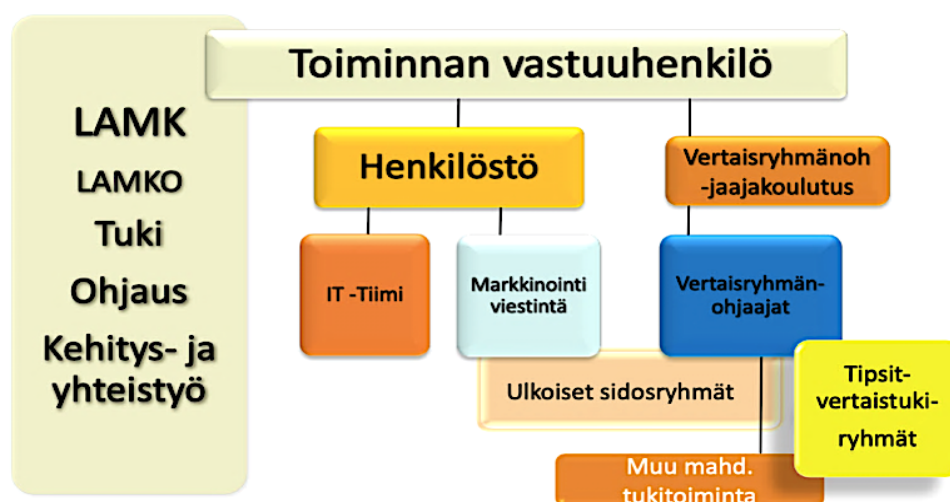 Toiminnan vastuuhenkilö
LAMK
LAMKO
Tuki
Ohjaus
Kehitys- ja
yhteistyö
Henkilöstö
Vertaisryhmänoh
-jaajakoulutus
IT -Tiimi
Markkinointi
viestintä
Vertaisryhmän-
ohjaajat
Ulkoiset sidosryhmät
Tipsit-
vertaistuki-
ryhmät
Muu mahd.
tukitoiminta